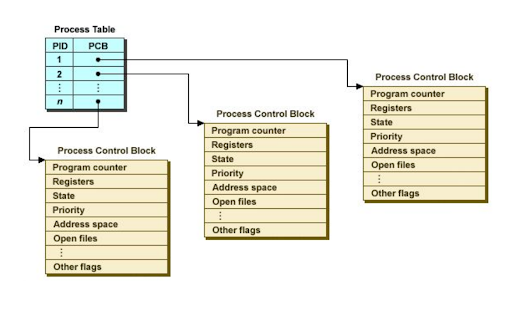 Process Table
PID PCB
1
2
⋮ ⋮
n
Process Control Block
Program counter
Registers
State
Priority
Address space
Open files
⋮
Other flags
Process Control Block
Program counter
Registers
State
Priority
Address space
Open files
⋮
Other flags
Process Control Block
Program counter
Registers
State
Priority
Address space
Open files
⋮
Other flags